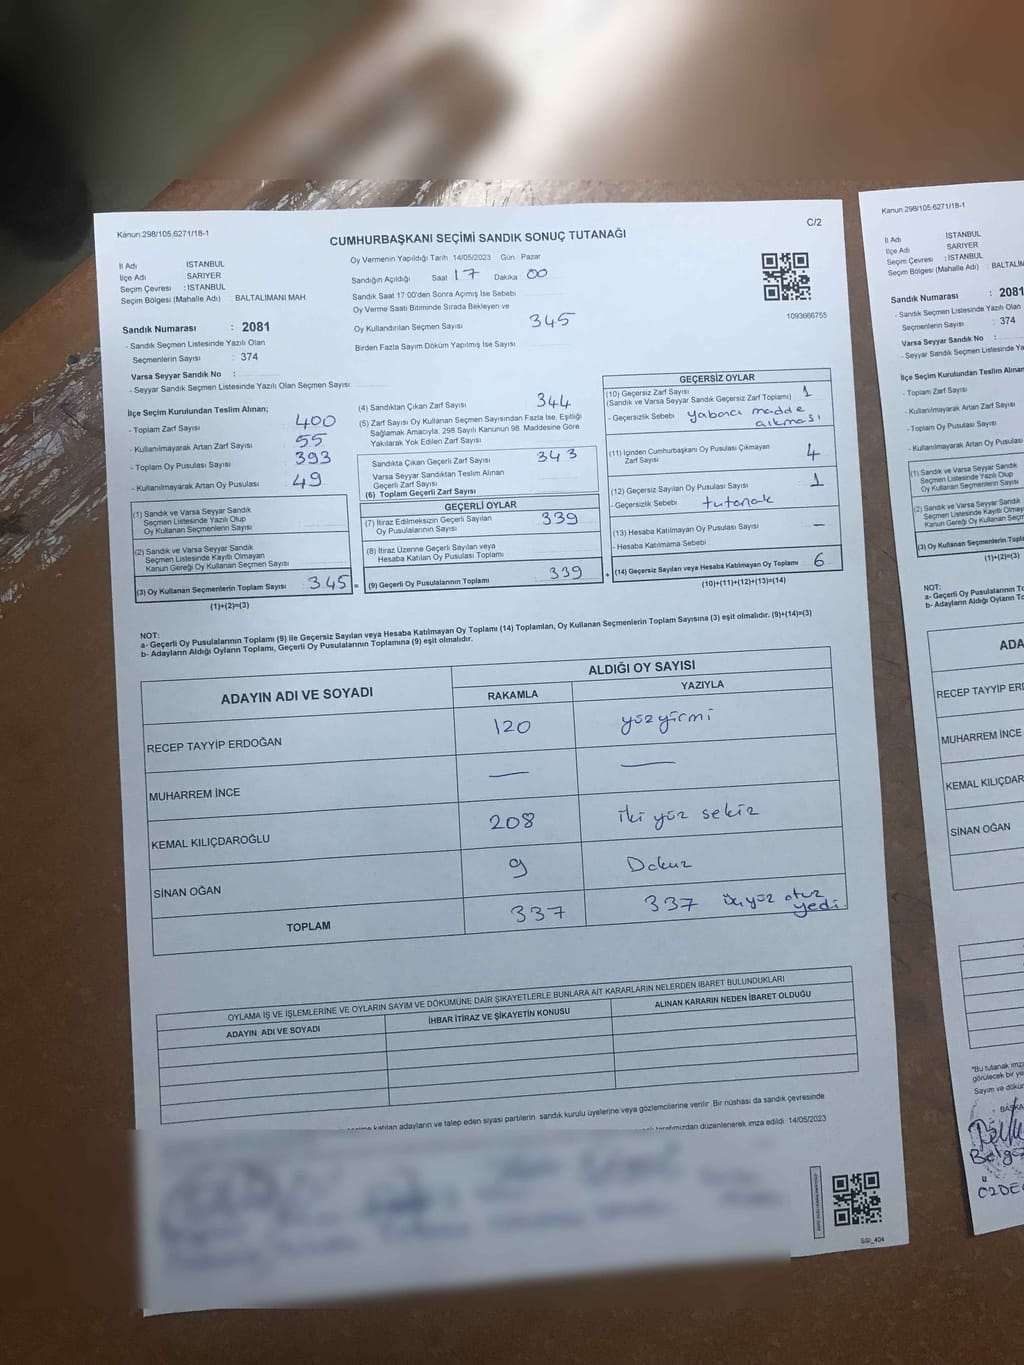 Kanun.298/105,6271/18-1
C/2
CUMHURBAŞKANI SEÇİMİ SANDIK SONUÇ TUTANAĞI
İl Adı İSTANBUL
İlçe Adı SARIYER
Seçim Çevresi : İSTANBUL
Seçim Bölgesi (Mahalle Adı) : BALTALİMANI MAH.
Sandık Numarası : 2081
- Sandık Seçmen Listesinde Yazılı Olan
Seçmenlerin Sayısı : 374
Varsa Seyyar Sandık No :
- Seyyar Sandık Seçmen Listesinde Yazılı Olan Seçmen Sayısı
Oy Vermenin Yapıldığı Tarih 14/05/2023 Gün Pazar
Sandığın Açıldığı Saat 17 Dakika 00
Sandık Saat 17.00'den Sonra Açımış İse Sebebi
Oy Verme Saati Bitiminde Sırada Bekleyen ve
Oy Kullandırılan Seçmen Sayısı 345
Birden Fazla Sayım Döküm Yapılmış İse Sayısı
1093666755
İlçe Seçim Kurulundan Teslim Alınan;
- Toplam Zarf Sayısı 400
- Kullanılmayarak Artan Zarf Sayısı 55
- Toplam Oy Pusulası Sayısı 393
- Kullanılmayarak Artan Oy Pusulası 49
(1) Sandık ve Varsa Seyyar Sandık
Seçmen Listesinde Yazılı Olup
Oy Kullanan Seçmenlerin Sayısı
(2) Sandık ve Varsa Seyyar Sandık
Seçmen Listesinde Kayıtlı Olmayan
Kanun Gereği Oy Kullanan Seçmen Sayısı
(3) Oy Kullanan Seçmenlerin Toplam Sayısı 345 =
(1)+(2)=(3)
(4) Sandıktan Çıkan Zarf Sayısı 344
(5) Zarf Sayısı Oy Kullanan Seçmen Sayısından Fazla İse, Eşitliği
Sağlamak Amacıyla, 298 Sayılı Kanunun 98. Maddesine Göre
Yakılarak Yok Edilen Zarf Sayısı
Sandıkta Çıkan Geçerli Zarf Sayısı 343
Varsa Seyyar Sandıktan Teslim Alınan
Geçerli Zarf Sayısı
(6) Toplam Geçerli Zarf Sayısı
GEÇERLİ OYLAR
(7) İtiraz Edilmeksizin Geçerli Sayılan
Oy Pusulalarının Sayısı 339
(8) İtiraz Üzerine Geçerli Sayılan veya
Hesaba Katılan Oy Pusulası Toplamı
(9) Geçerli Oy Pusulalarının Toplamı 339 +
GEÇERSİZ OYLAR
(10) Geçersiz Zarf Sayısı
(Sandık ve Varsa Seyyar Sandık Geçersiz Zarf Toplamı) 1
- Geçersizlik Sebebi yabancı madde
çıkması
(11) İçinden Cumhurbaşkanı Oy Pusulası Çıkmayan
Zarf Sayısı 4
(12) Geçersiz Sayılan Oy Pusulası Sayısı 1
- Geçersizlik Sebebi tutanak
(13) Hesaba Katılmayan Oy Pusulası Sayısı —
- Hesaba Katılmama Sebebi
(14) Geçersiz Sayılan veya Hesaba Katılmayan Oy Toplamı 6
(10)+(11)+(12)+(13)=(14)
NOT:
a- Geçerli Oy Pusulalarının Toplamı (9) ile Geçersiz Sayılan veya Hesaba Katılmayan Oy Toplamı (14) Toplamları, Oy Kullanan Seçmenlerin Toplam Sayısına (3) eşit olmalıdır. (9)+(14)=(3)
b- Adayların Aldığı Oyların Toplamı, Geçerli Oy Pusulalarının Toplamına (9) eşit olmalıdır.
ADAYIN ADI VE SOYADI ALDIĞI OY SAYISI
RAKAMLA YAZIYLA
RECEP TAYYİP ERDOĞAN 120 yüzyirmi
MUHARREM İNCE — —
KEMAL KILIÇDAROĞLU 208 iki yüz sekiz
SİNAN OĞAN 9 Dokuz
TOPLAM 337 337 üçyüz otuz
yedi.
OYLAMA İŞ VE İŞLEMLERİNE VE OYLARIN SAYIM VE DÖKÜMÜNE DAİR ŞİKAYETLERLE BUNLARA AİT KARARLARIN NELERDEN İBARET BULUNDUKLARI
ADAYIN ADI VE SOYADI İHBAR İTİRAZ VE ŞİKAYETİN KONUSU ALINAN KARARIN NEDEN İBARET OLDUĞU
katılan adayların ve talep eden siyasi partilerin, sandık kurulu üyelerine veya gözlemcilerine verilir. Bir nüshası da sandık çevresinde
tarafımızdan düzenlenerek imza edildi. 14/05/2023
SSİ_404
Kanun.298/105,6271/18-1
İl Adı İSTANBUL
İlçe Adı SARIYER
Seçim Çevresi : İSTANBUL
Seçim Bölgesi (Mahalle Adı) : BALTALİM
Sandık Numarası : 2081
- Sandık Seçmen Listesinde Yazılı Olan
Seçmenlerin Sayısı : 374
Varsa Seyyar Sandık No :
- Seyyar Sandık Seçmen Listesinde Ya
İlçe Seçim Kurulundan Teslim Alınan
- Toplam Zarf Sayısı
- Kullanılmayarak Artan Zarf Sayısı
- Toplam Oy Pusulası Sayısı
- Kullanılmayarak Artan Oy Pusulası
(1) Sandık ve Varsa Seyyar Sandık
Seçmen Listesinde Yazılı Olup
Oy Kullanan Seçmenlerin Sayısı
(2) Sandık ve Varsa Seyyar Sandık
Seçmen Listesinde Kayıtlı Olmay
Kanun Gereği Oy Kullanan Seçm
(3) Oy Kullanan Seçmenlerin Topla
(1)+(2)=(3)
NOT:
a- Geçerli Oy Pusulalarının To
b- Adayların Aldığı Oyların To
ADA
RECEP TAYYİP ERD
MUHARREM İNCE
KEMAL KILIÇDAR
SİNAN OĞAN
*Bu tutanak imza
görülecek bir ye
Sayım ve dökü
BAŞKA